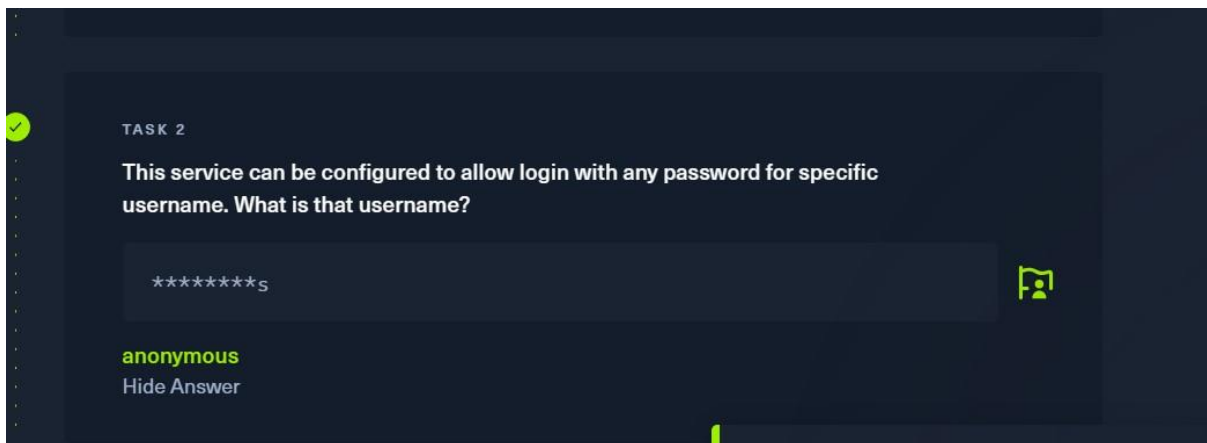 TASK 2
This service can be configured to allow login with any password for specific
username. What is that username?
********s
anonymous
Hide Answer